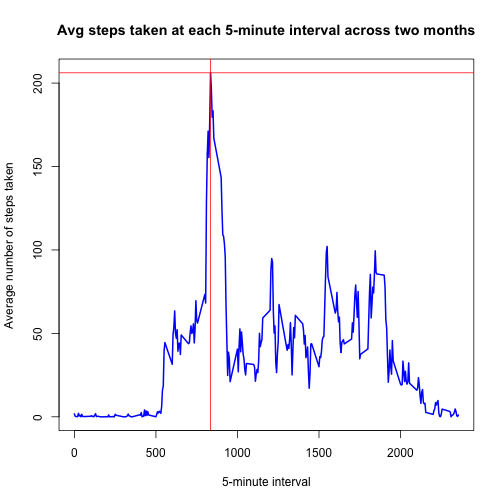 Avg steps taken at each 5-minute interval across two months
Average number of steps taken
200
150
100
50
0
0 500 1000 1500 2000
5-minute interval